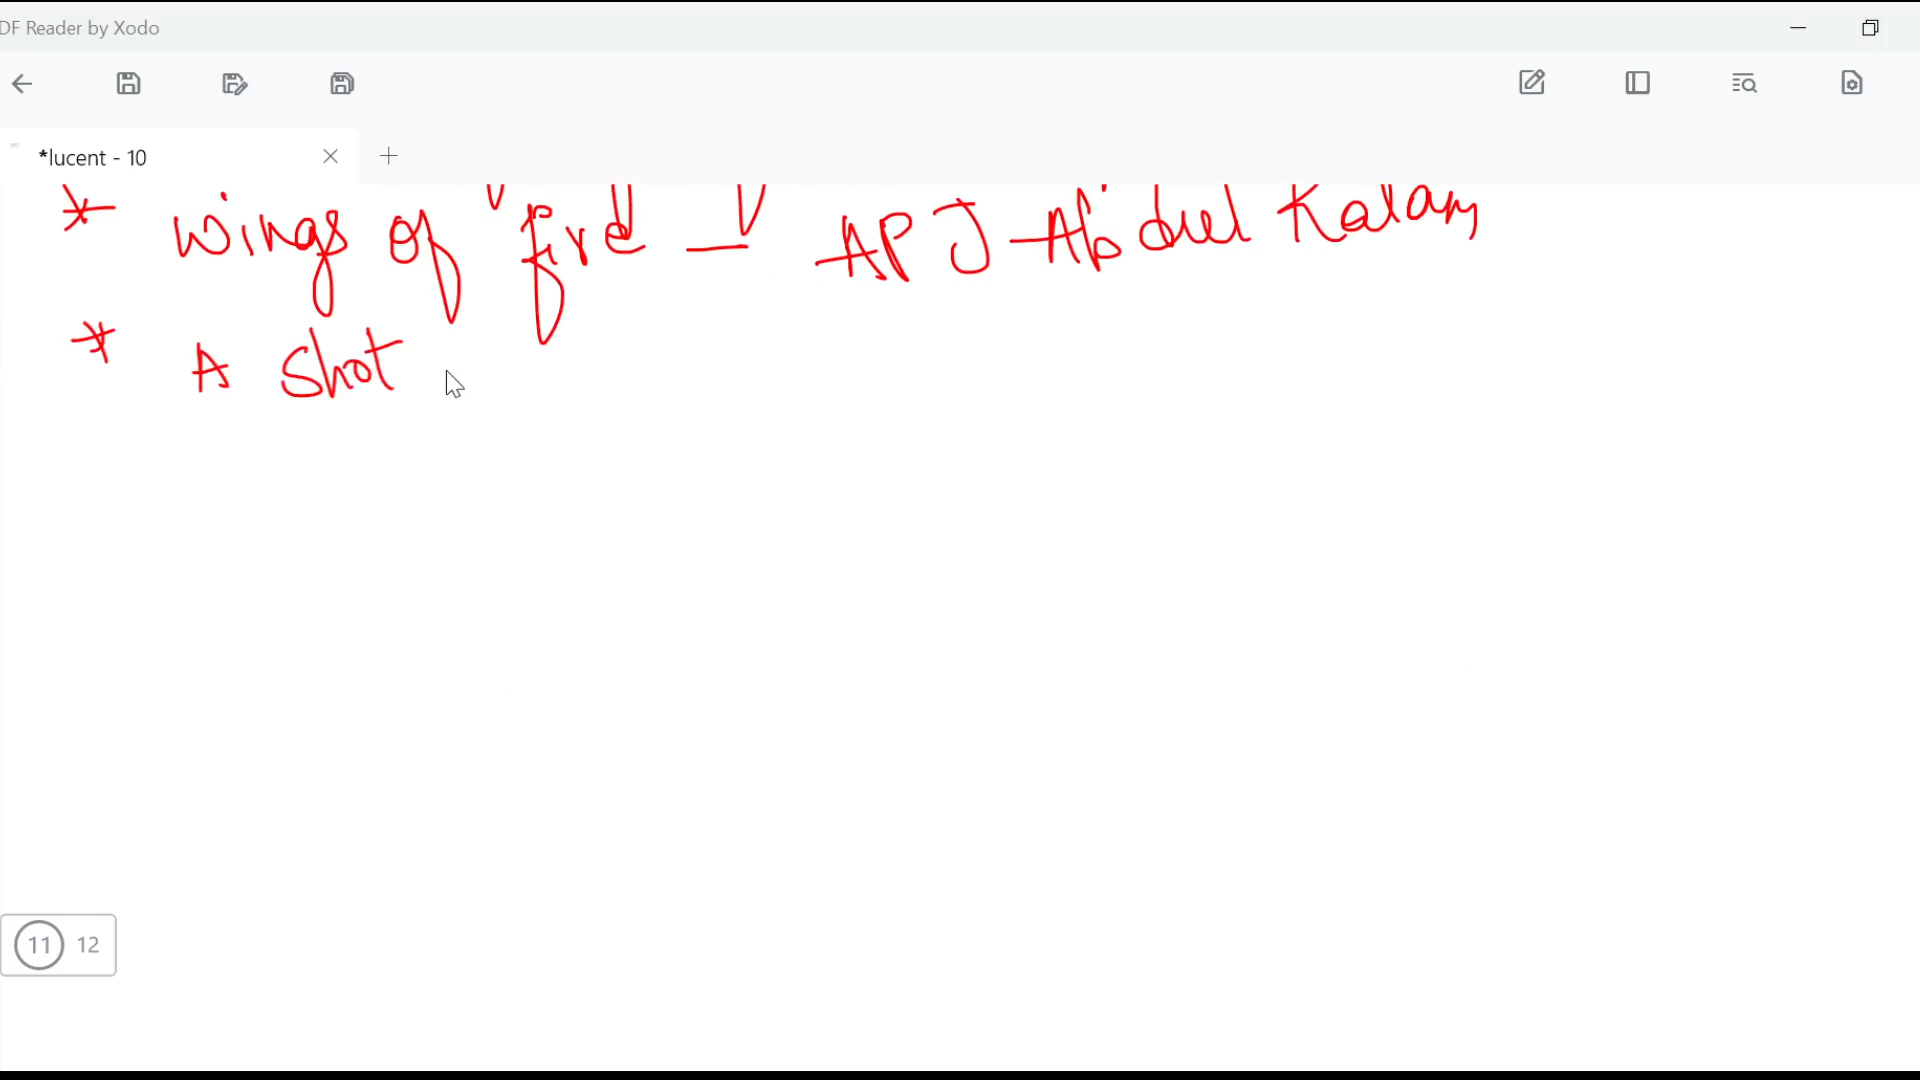 DF Reader by Xodo
*lucent - 10
* Wings of fire - APJ Abdul Kalam
* A Shot
11 12